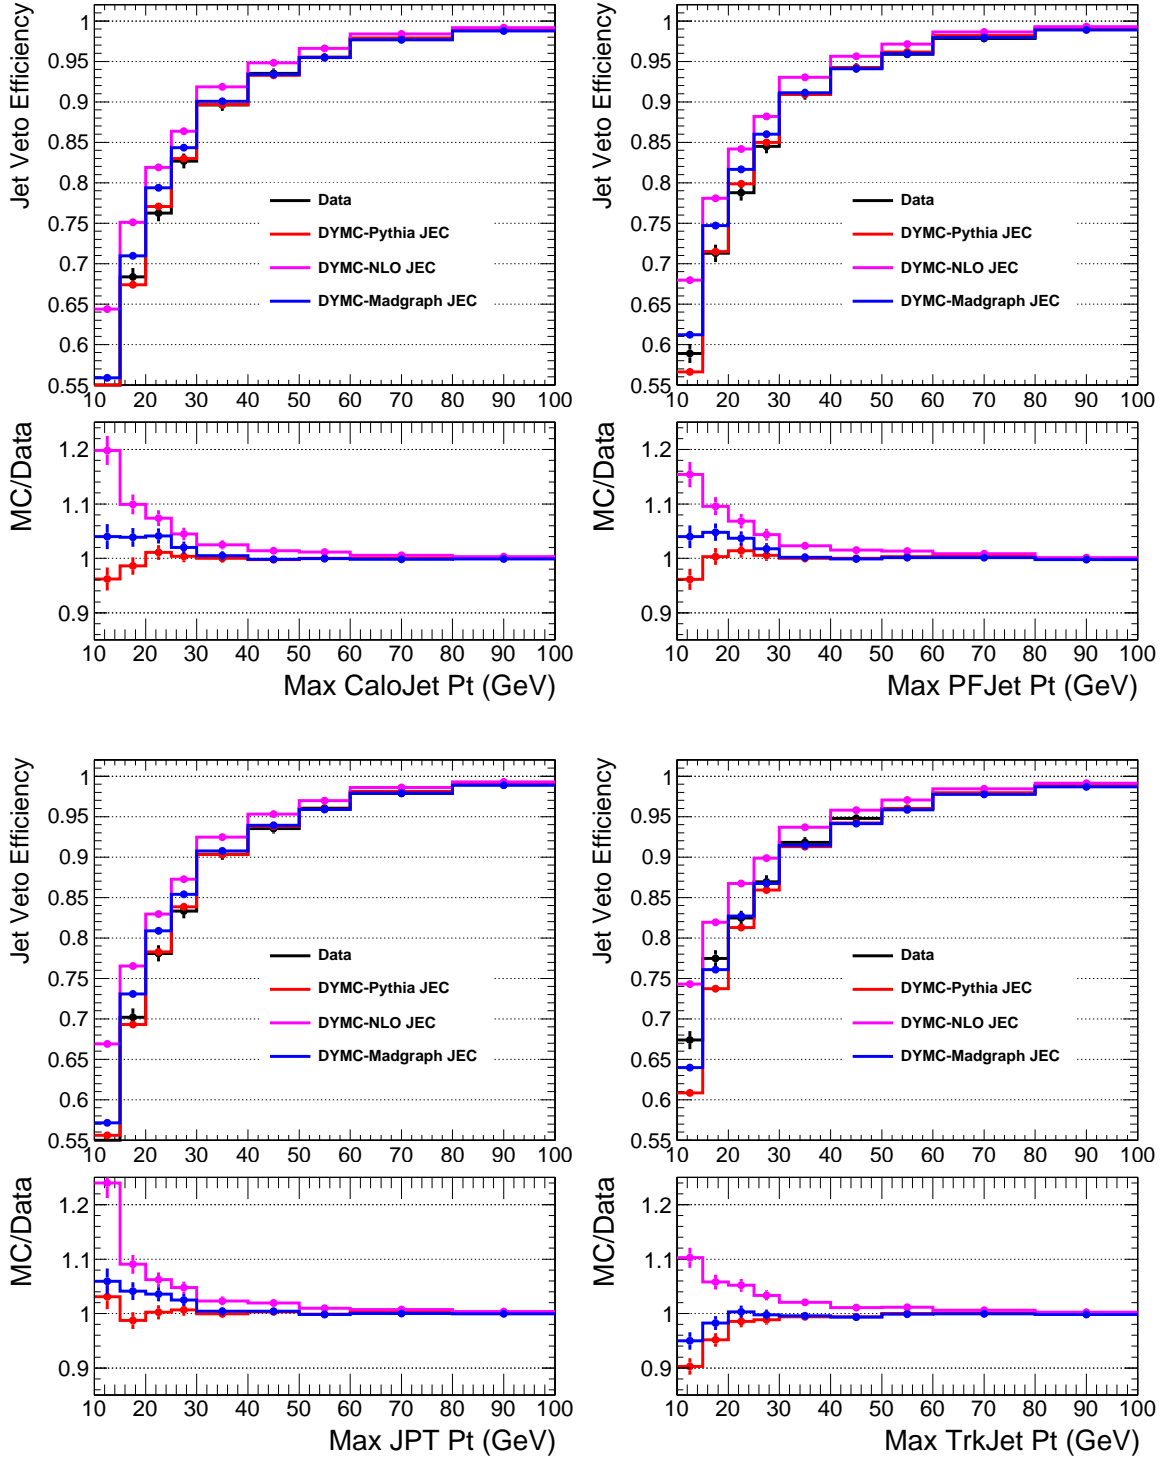 Jet Veto Efficiency
1
0.95
0.9
0.85
0.8
0.75
0.7
0.65
0.6
0.55
Data
DYMC-Pythia JEC
DYMC-NLO JEC
DYMC-Madgraph JEC
10 20 30 40 50 60 70 80 90 100
MC/Data
1.2
1.1
1
0.9
10 20 30 40 50 60 70 80 90 100
Max CaloJet Pt (GeV)
Jet Veto Efficiency
1
0.95
0.9
0.85
0.8
0.75
0.7
0.65
0.6
0.55
Data
DYMC-Pythia JEC
DYMC-NLO JEC
DYMC-Madgraph JEC
10 20 30 40 50 60 70 80 90 100
MC/Data
1.2
1.1
1
0.9
10 20 30 40 50 60 70 80 90 100
Max PFJet Pt (GeV)
Jet Veto Efficiency
1
0.95
0.9
0.85
0.8
0.75
0.7
0.65
0.6
0.55
Data
DYMC-Pythia JEC
DYMC-NLO JEC
DYMC-Madgraph JEC
10 20 30 40 50 60 70 80 90 100
MC/Data
1.2
1.1
1
0.9
10 20 30 40 50 60 70 80 90 100
Max JPT Pt (GeV)
Jet Veto Efficiency
1
0.95
0.9
0.85
0.8
0.75
0.7
0.65
0.6
0.55
Data
DYMC-Pythia JEC
DYMC-NLO JEC
DYMC-Madgraph JEC
10 20 30 40 50 60 70 80 90 100
MC/Data
1.2
1.1
1
0.9
10 20 30 40 50 60 70 80 90 100
Max TrkJet Pt (GeV)